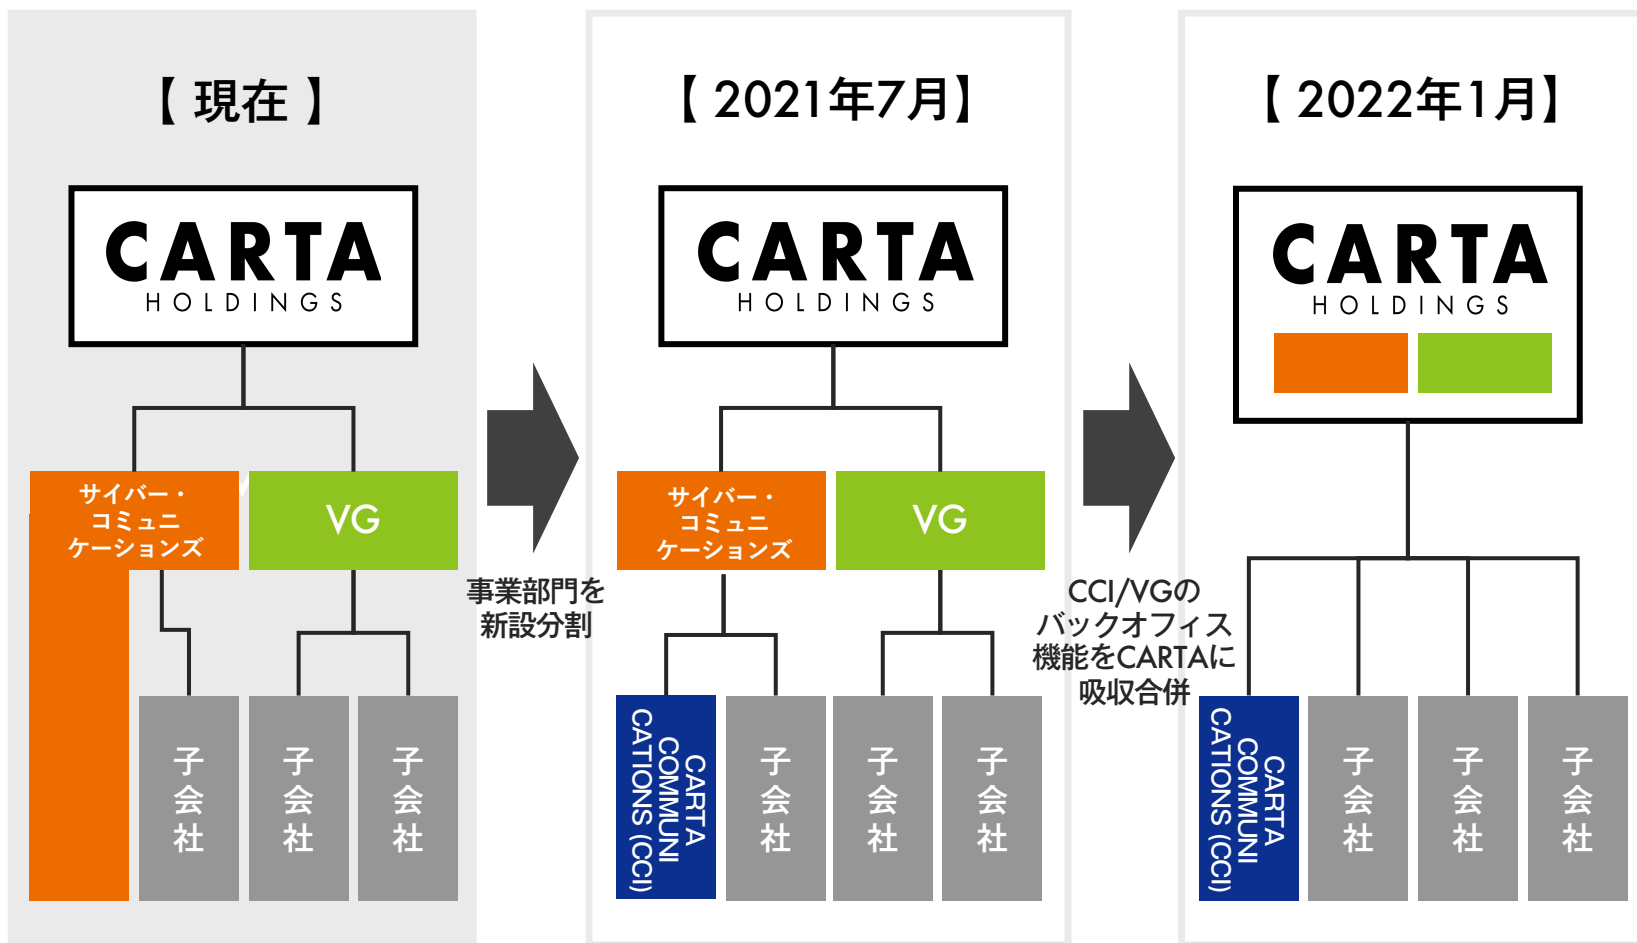 【 現在 】
CARTA
HOLDINGS
サイバー・
コミュニ
ケーションズ
VG
子会社
子会社
子会社
事業部門を
新設分割
【 2021年7月】
CARTA
HOLDINGS
サイバー・
コミュニ
ケーションズ
VG
CARTA
COMMUNI
CATIONS (CCI)
子会社
子会社
子会社
CCI/VGの
バックオフィス
機能をCARTAに
吸収合併
【 2022年1月】
CARTA
HOLDINGS
CARTA
COMMUNI
CATIONS (CCI)
子会社
子会社
子会社